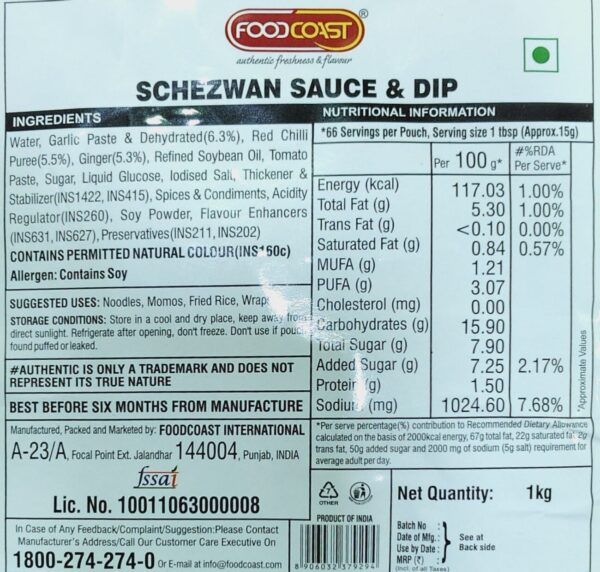 FOODCOAST®
authentic freshness & flavour
SCHEZWAN SAUCE & DIP
INGREDIENTS
Water, Garlic Paste & Dehydrated(6.3%), Red Chilli
Puree(5.5%), Ginger(5.3%), Refined Soybean Oil, Tomato
Paste, Sugar, Liquid Glucose, Iodised Salt, Thickener &
Stabilizer(INS1422, INS415), Spices & Condiments, Acidity
Regulator(INS260), Soy Powder, Flavour Enhancers
(INS631, INS627), Preservatives(INS211, INS202)
CONTAINS PERMITTED NATURAL COLOUR(INS160c)
Allergen: Contains Soy
SUGGESTED USES: Noodles, Momos, Fried Rice, Wraps
STORAGE CONDITIONS: Store in a cool and dry place, keep away from
direct sunlight. Refrigerate after opening, don't freeze. Don't use if pouch
found puffed or leaked.
#AUTHENTIC IS ONLY A TRADEMARK AND DOES NOT
REPRESENT ITS TRUE NATURE
BEST BEFORE SIX MONTHS FROM MANUFACTURE
Manufactured, Packed and Marketed by: FOODCOAST INTERNATIONAL
A-23/A, Focal Point Ext. Jalandhar 144004, Punjab, INDIA
fssai
Lic. No. 10011063000008
In Case of Any Feedback/Complaint/Suggestion:Please Contact
Manufacturer's Address/Call Our Customer Care Executive On
1800-274-274-0 Or E-mail at info@foodcoast.com
NUTRITIONAL INFORMATION
*66 Servings per Pouch, Serving size 1 tbsp (Approx.15g)
Per 100 g* #%RDA Per Serve*
Energy (kcal) 117.03 1.00%
Total Fat (g) 5.30 1.00%
Trans Fat (g) <0.10 0.00%
Saturated Fat (g) 0.84 0.57%
MUFA (g) 1.21
PUFA (g) 3.07
Cholesterol (mg) 0.00
Carbohydrates (g) 15.90
Total Sugar (g) 7.90
Added Sugar (g) 7.25 2.17%
Protein (g) 1.50
Sodium (mg) 1024.60 7.68%
*Approximate Values
*Per serve percentage(%) contribution to Recommended Dietary Allowance
calculated on the basis of 2000kcal energy, 67g total fat, 22g saturated fat, 2g
trans fat, 50g added sugar and 2000 mg of sodium (5g salt) requirement for
average adult per day.
OTHER
PRODUCT OF INDIA
8906032379294
Net Quantity: 1kg
Batch No :
Date of Mfg.:
Use by Date :
MRP (₹) :
(Incl. of all Taxes)
See at
Back side